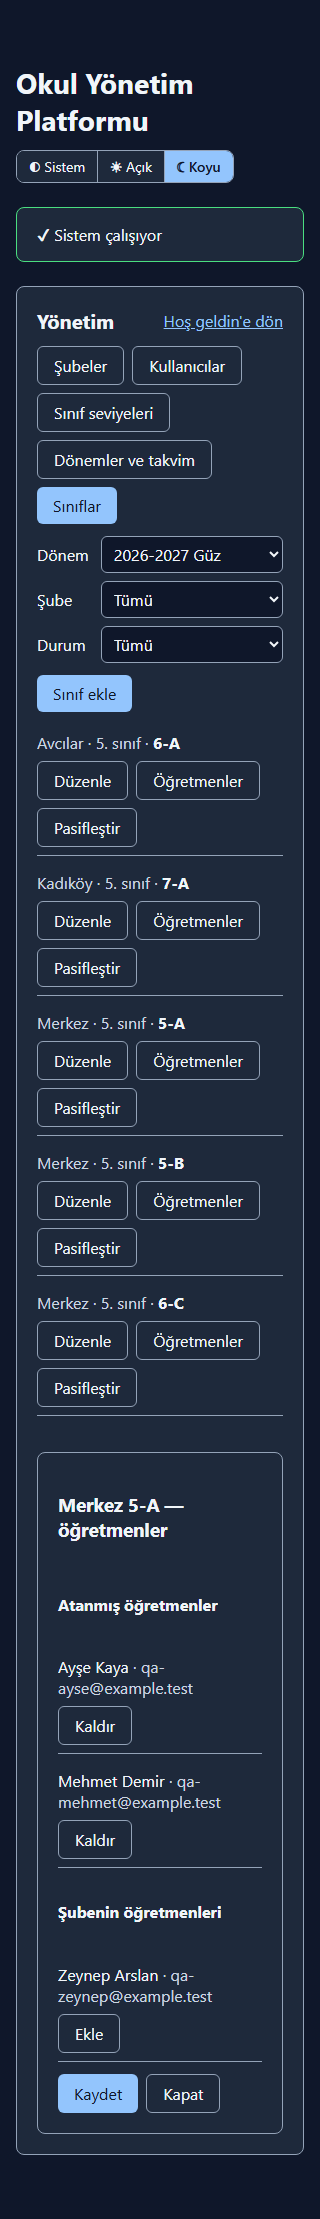 Okul Yönetim
Platformu
◐ Sistem ☀ Açık ☾ Koyu
✓ Sistem çalışıyor
Yönetim Hoş geldin'e dön
Şubeler Kullanıcılar
Sınıf seviyeleri
Dönemler ve takvim
Sınıflar
Dönem 2026-2027 Güz
Şube Tümü
Durum Tümü
Sınıf ekle
Avcılar · 5. sınıf · 6-A
Düzenle Öğretmenler
Pasifleştir
Kadıköy · 5. sınıf · 7-A
Düzenle Öğretmenler
Pasifleştir
Merkez · 5. sınıf · 5-A
Düzenle Öğretmenler
Pasifleştir
Merkez · 5. sınıf · 5-B
Düzenle Öğretmenler
Pasifleştir
Merkez · 5. sınıf · 6-C
Düzenle Öğretmenler
Pasifleştir
Merkez 5-A —
öğretmenler
Atanmış öğretmenler
Ayşe Kaya · qa-
ayse@example.test
Kaldır
Mehmet Demir · qa-
mehmet@example.test
Kaldır
Şubenin öğretmenleri
Zeynep Arslan · qa-
zeynep@example.test
Ekle
Kaydet Kapat